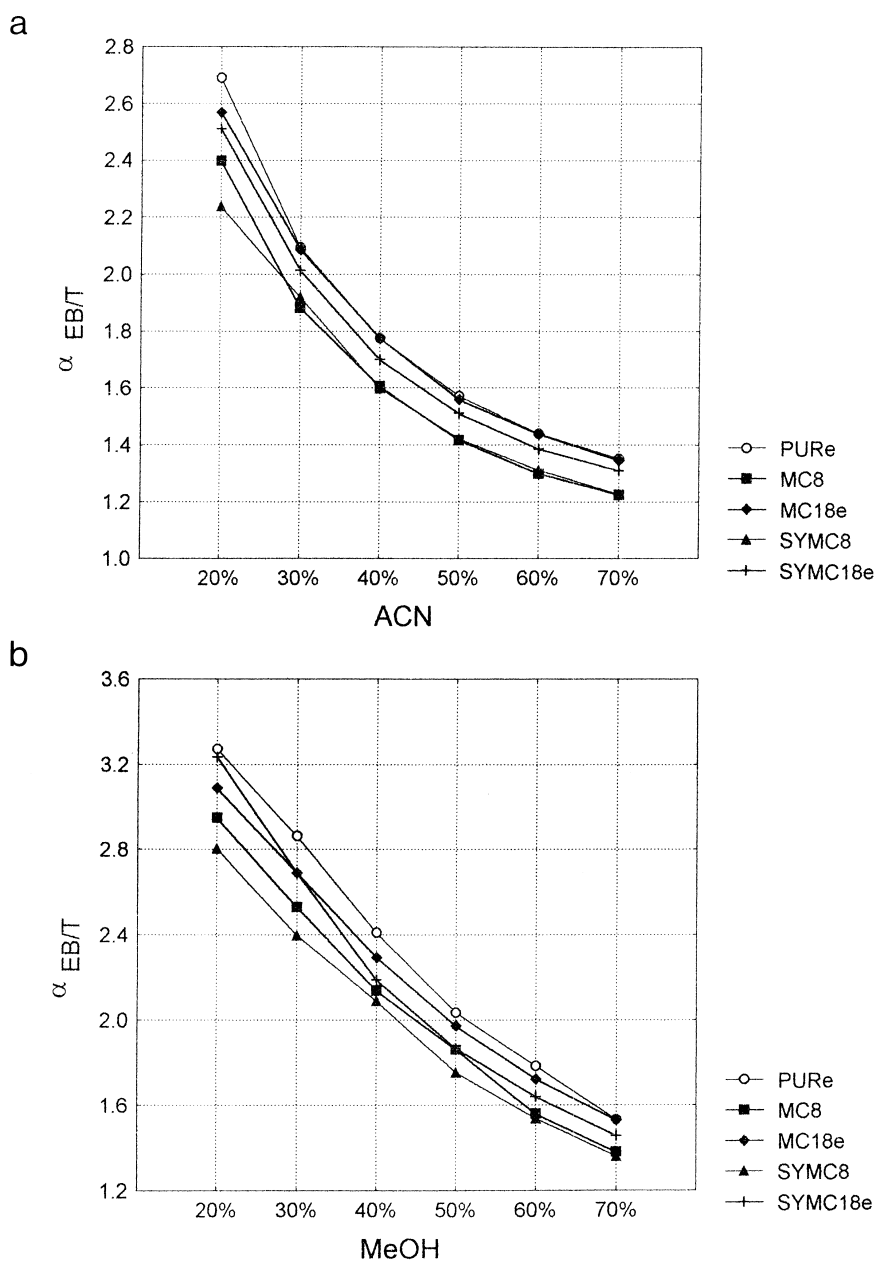 a
2.8
2.6
2.4
2.2
2.0
1.8
1.6
1.4
1.2
1.0
α EB/T
20% 30% 40% 50% 60% 70%
ACN
PURe
MC8
MC18e
SYMC8
SYMC18e
b
3.6
3.2
2.8
2.4
2.0
1.6
1.2
α EB/T
20% 30% 40% 50% 60% 70%
MeOH
PURe
MC8
MC18e
SYMC8
SYMC18e